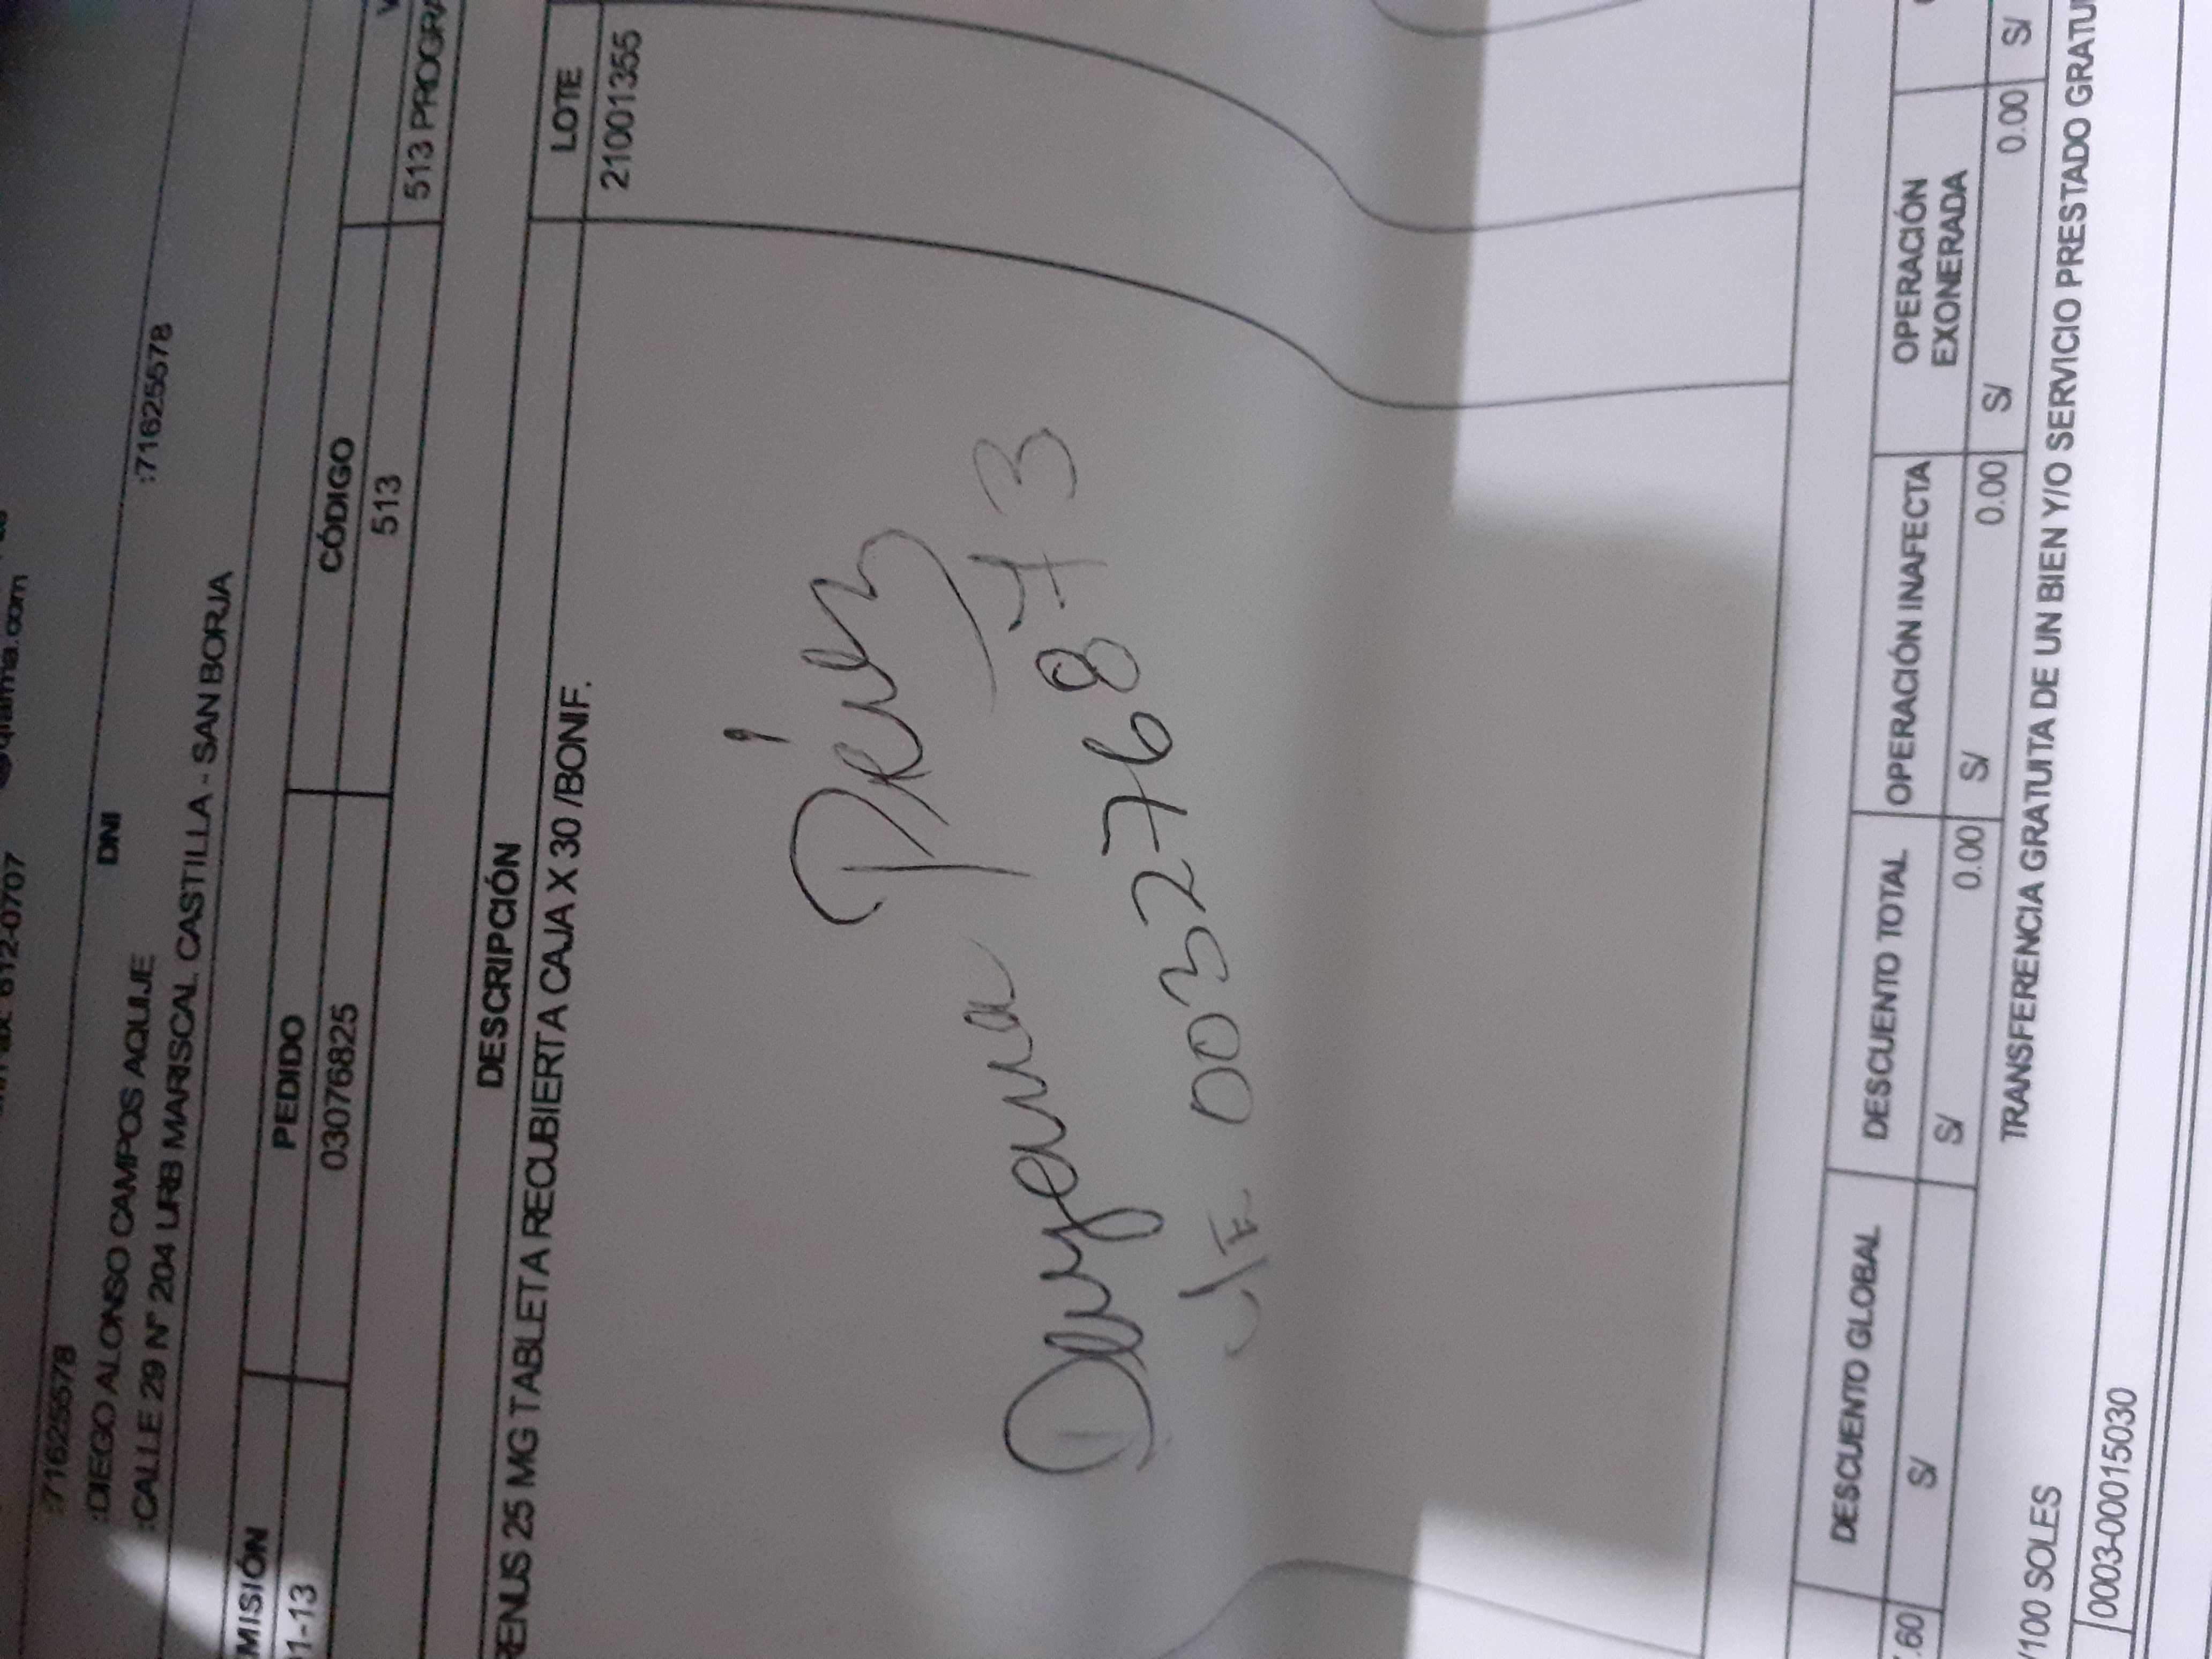 612-0707
:71625578
:DIEGO ALONSO CAMPOS AQUIJE DNI :71625578
:CALLE 29 N° 204 URB MARISCAL CASTILLA - SAN BORJA
MISIÓN PEDIDO CÓDIGO
1-13 03076825 513 513 PROGRA
DESCRIPCIÓN LOTE
RENUS 25 MG TABLETA RECUBIERTA CAJA X 30 /BONIF. 21001355
Pérez
003276873
DESCUENTO GLOBAL DESCUENTO TOTAL OPERACIÓN INAFECTA OPERACIÓN EXONERADA
.60 S/ S/ 0.00 S/ 0.00 S/ 0.00 S/
TRANSFERENCIA GRATUITA DE UN BIEN Y/O SERVICIO PRESTADO GRATUI
/100 SOLES
0003-00015030